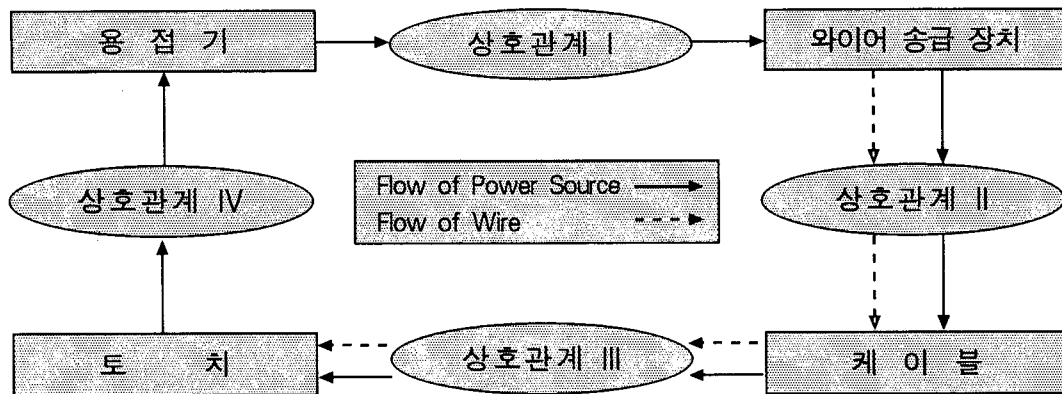 용 접 기
상호관계 Ⅰ
와이어 송급 장치
상호관계 Ⅳ
Flow of Power Source
Flow of Wire
상호관계 Ⅱ
토 치
상호관계 Ⅲ
케 이 블